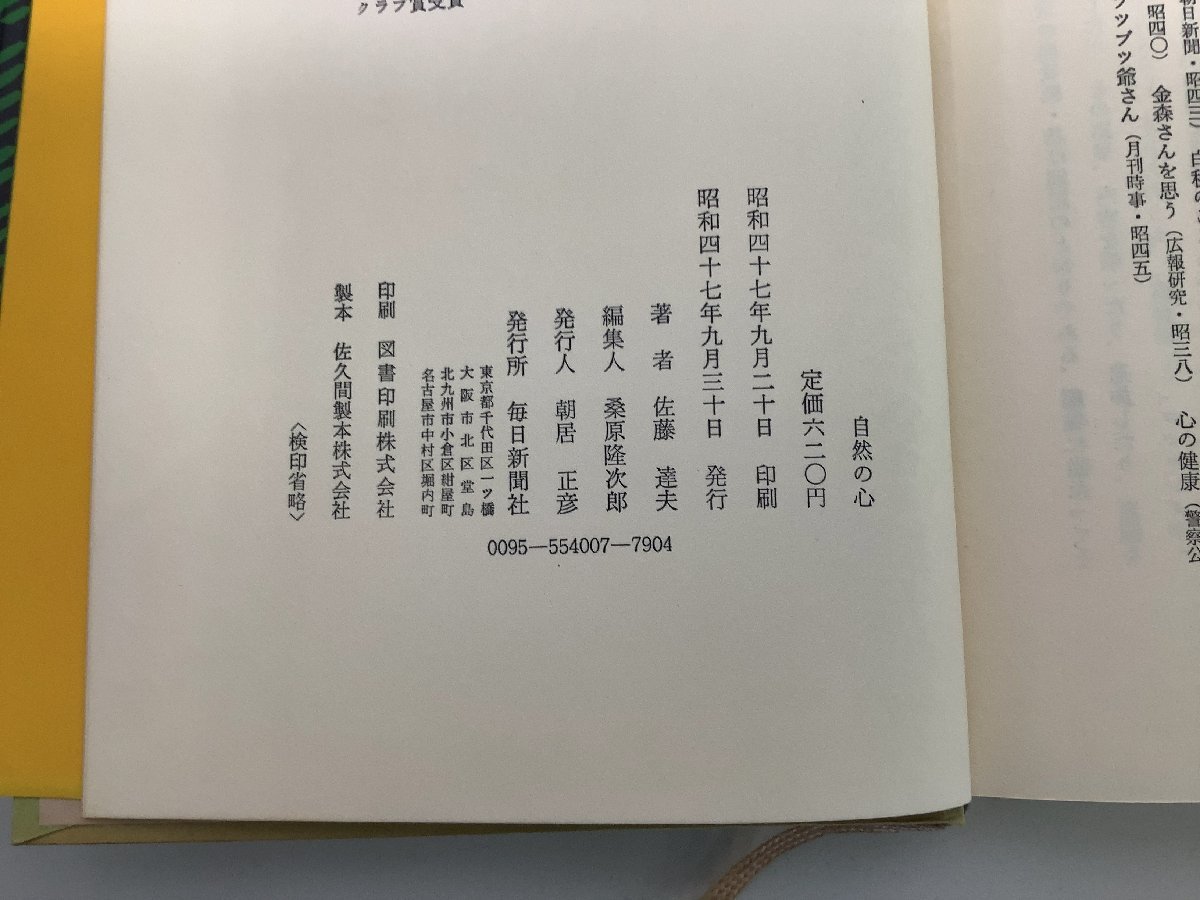 朝日新聞・昭四三)
昭四〇) 金森さんを思う (広報研究・昭三八) 心の健康 (警察公
ツブツ爺さん (月刊時事・昭四五)
クラブ賞受賞
自然の心
定価六二〇円
昭和四十七年九月二十日 印刷
昭和四十七年九月三十日 発行
著者 佐藤 達夫
編集人 桑原隆次郎
発行人 朝居 正彦
発行所 毎日新聞社
東京都千代田区一ツ橋
大阪市北区堂島
北九州市小倉区紺屋町
名古屋市中村区堀内町
印刷 図書印刷株式会社
製本 佐久間製本株式会社
〈検印省略〉
0095—554007—7904